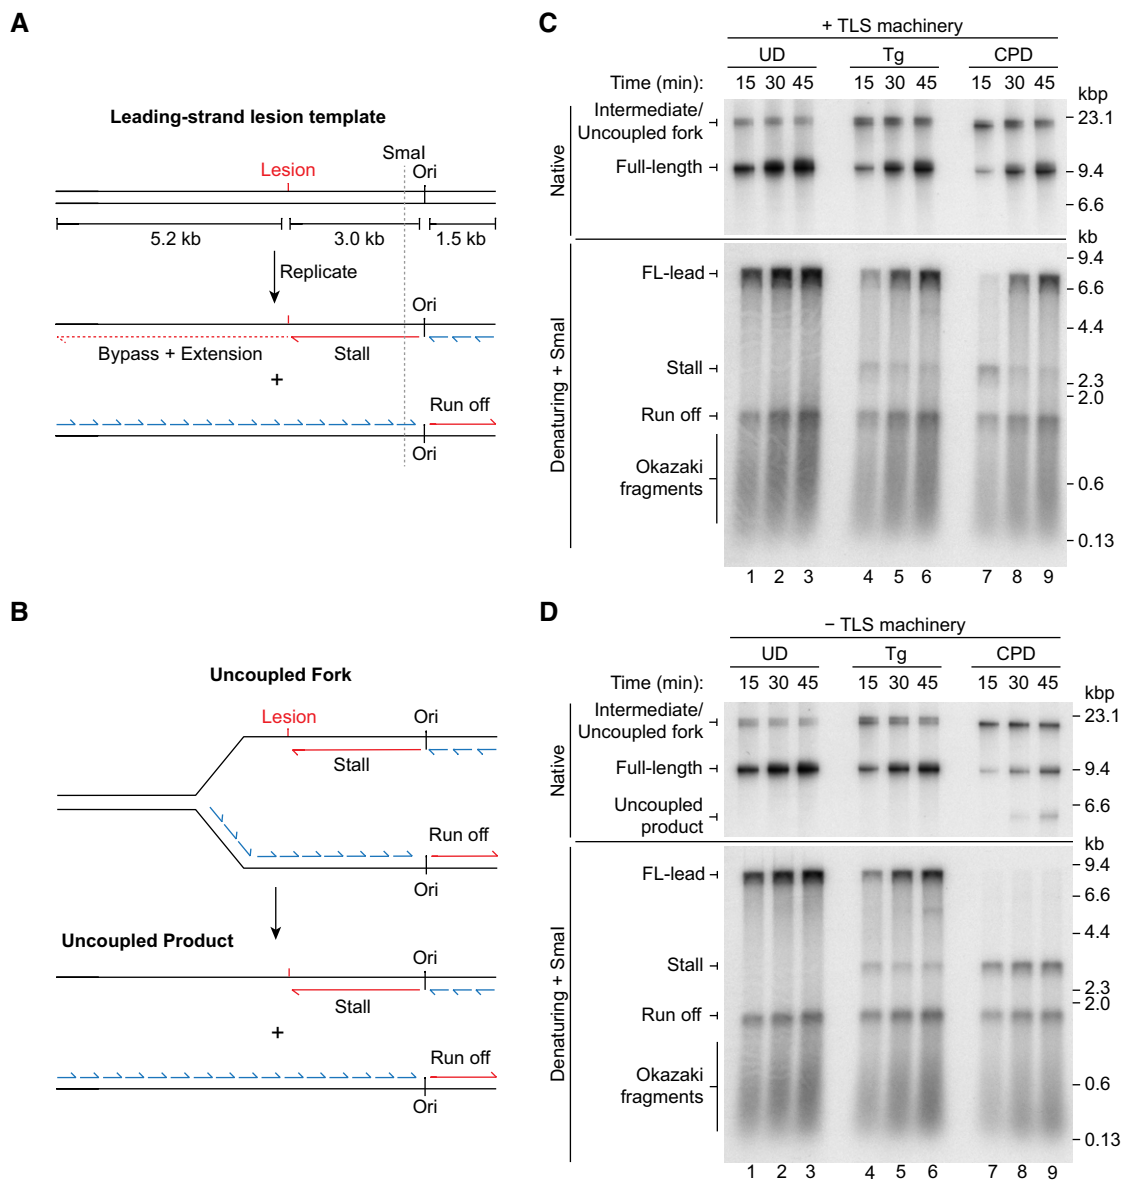 A
Leading-strand lesion template
SmaI
Lesion
Ori
5.2 kb
3.0 kb
1.5 kb
Replicate
Ori
Bypass + Extension
Stall
+
Run off
Ori
B
Uncoupled Fork
Lesion
Ori
Stall
Run off
Ori
Uncoupled Product
Ori
Stall
+
Run off
Ori
C
+ TLS machinery
UD Tg CPD
Time (min): 15 30 45 15 30 45 15 30 45
kbp
Native
Intermediate/
Uncoupled fork
23.1
Full-length
9.4
6.6
kb
Denaturing + SmaI
9.4
FL-lead
6.6
4.4
Stall
2.3
2.0
Run off
Okazaki
fragments
0.6
0.13
1 2 3 4 5 6 7 8 9
D
− TLS machinery
UD Tg CPD
Time (min): 15 30 45 15 30 45 15 30 45
kbp
Native
Intermediate/
Uncoupled fork
23.1
Full-length
9.4
6.6
Uncoupled
product
kb
Denaturing + SmaI
9.4
FL-lead
6.6
4.4
Stall
2.3
2.0
Run off
Okazaki
fragments
0.6
0.13
1 2 3 4 5 6 7 8 9